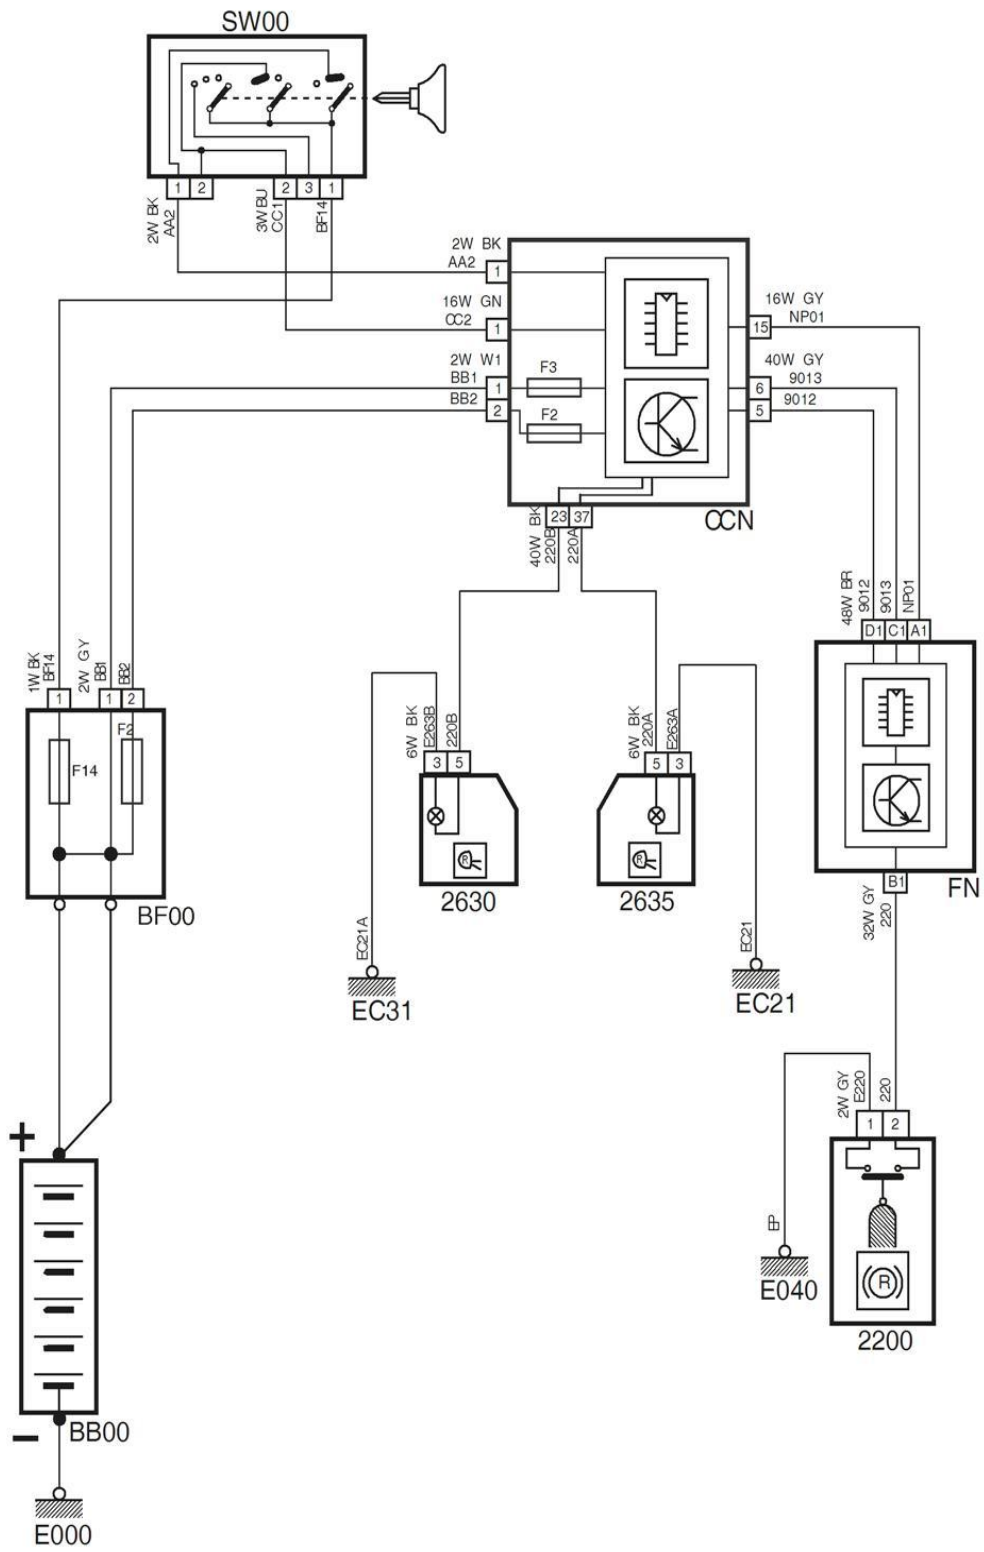 SW00
1 2 2 3 1
2W BK
AA2
3W BU
CC1
BF14
2W BK
AA2
1
16W GN
CC2
1
2W W1
BB1
1
BB2
2
F3
F2
16W GY
15
NP01
40W GY
6
9013
5
9012
CCN
40W BK
220B
23 37
220A
48W BR
9012
9013
NP01
D1 C1 A1
FN
B1
32W GY
220
1W BK
BF14
2W GY
BB1
BB2
1 1 2
F14
F2
BF00
6W BK
E263B
220B
3 5
R
2630
EC21A
EC31
6W BK
220A
E263A
5 3
R
2635
EC21
EC21
2W GY
E220
220
1 2
R
2200
EP
E040
+
BB00
−
E000